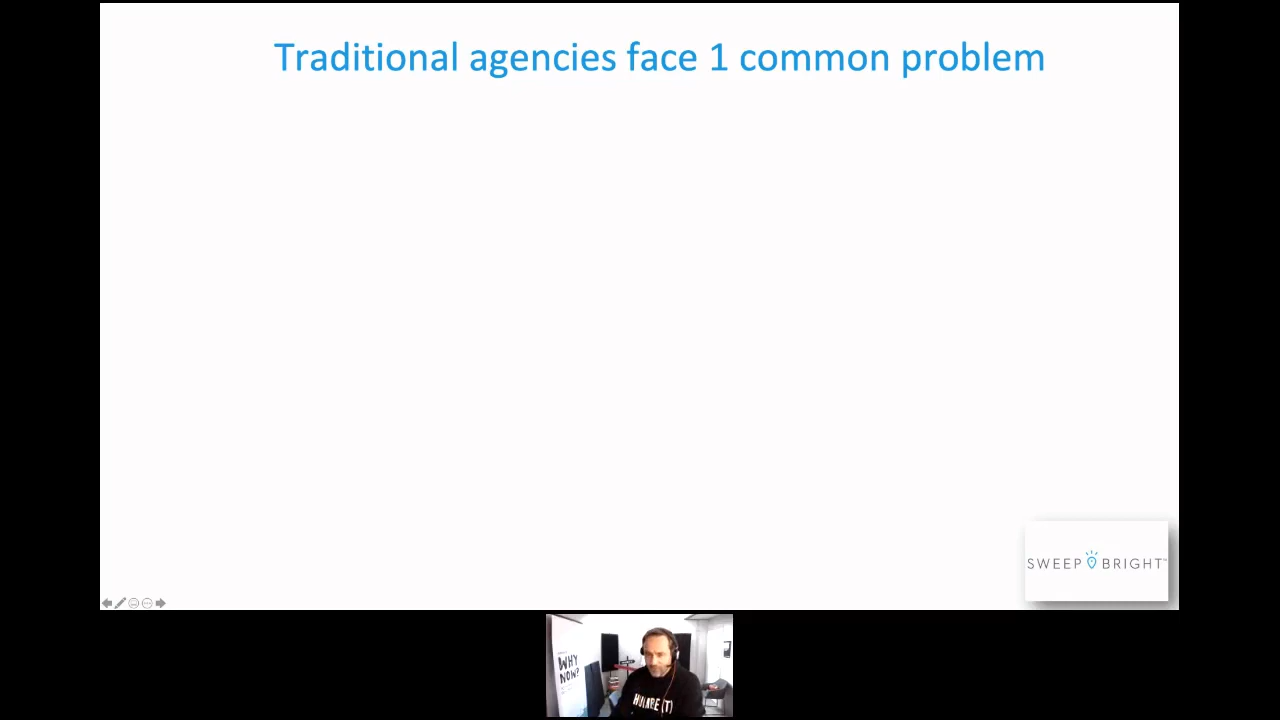 Traditional agencies face 1 common problem
SWEEP BRIGHT
WHY
NOW?